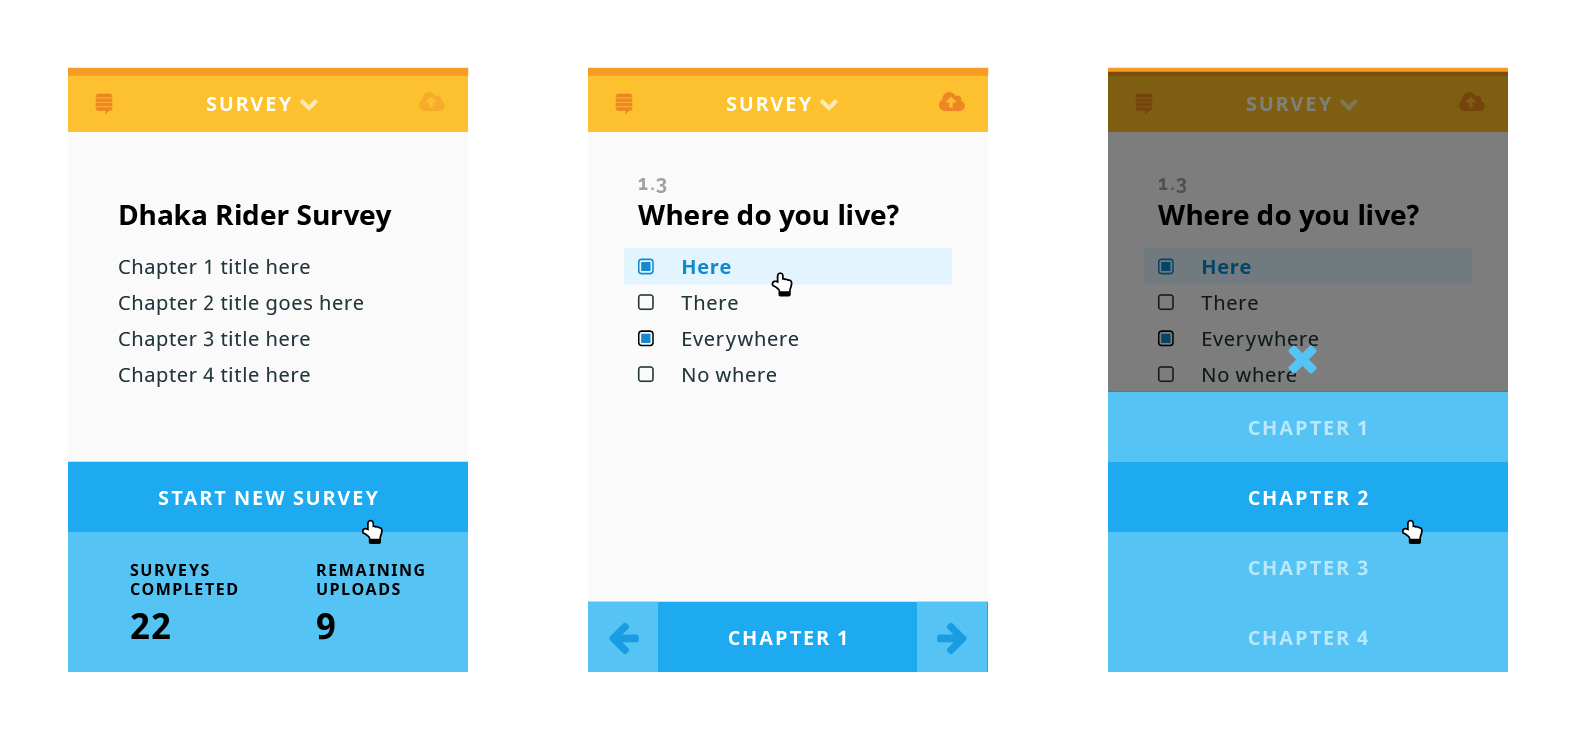 SURVEY
Dhaka Rider Survey
Chapter 1 title here
Chapter 2 title goes here
Chapter 3 title here
Chapter 4 title here
START NEW SURVEY
SURVEYS
COMPLETED
22
REMAINING
UPLOADS
9
SURVEY
1.3
Where do you live?
Here
There
Everywhere
No where
CHAPTER 1
SURVEY
1.3
Where do you live?
Here
There
Everywhere
No where
CHAPTER 1
CHAPTER 2
CHAPTER 3
CHAPTER 4